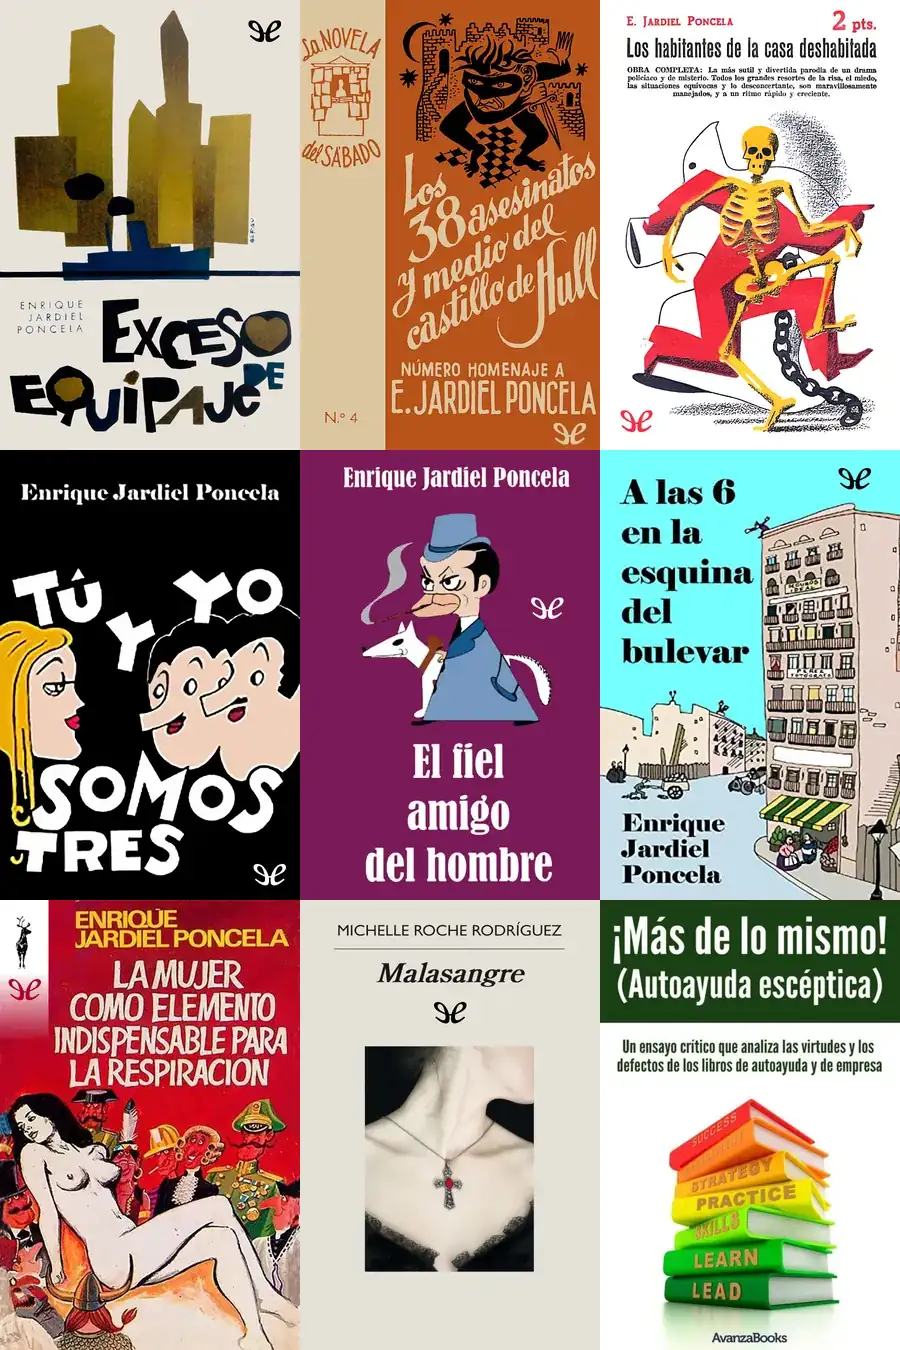 ENRIQUE
JARDIEL
PONCELA
EXCESO
DE
EQUIPAJE
La NOVELA
del SÁBADO
N.º 4
Los
38 asesinatos
y medio del
castillo de Hull
NÚMERO HOMENAJE A
E. JARDIEL PONCELA
E. JARDIEL PONCELA
2 pts.
Los habitantes de la casa deshabitada
OBRA COMPLETA: La más sutil y divertida parodia de un drama
policíaco y de misterio. Todos los grandes resortes de la risa, el miedo,
las situaciones equívocas y lo desconcertante, son maravillosamente
manejados, y a un ritmo rápido y creciente.
Enrique Jardiel Poncela
TÚ Y YO
SOMOS
TRES
Enrique Jardiel Poncela
El fiel
amigo
del hombre
A las 6
en la
esquina
del
bulevar
Enrique
Jardiel
Poncela
ENRIQUE
JARDIEL PONCELA
LA MUJER
COMO ELEMENTO
INDISPENSABLE PARA
LA RESPIRACION
MICHELLE ROCHE RODRÍGUEZ
Malasangre
¡Más de lo mismo!
(Autoayuda escéptica)
Un ensayo crítico que analiza las virtudes y los
defectos de los libros de autoayuda y de empresa
SUCCESS
STRATEGY
PRACTICE
SKILLS
LEARN
LEAD
AvanzaBooks